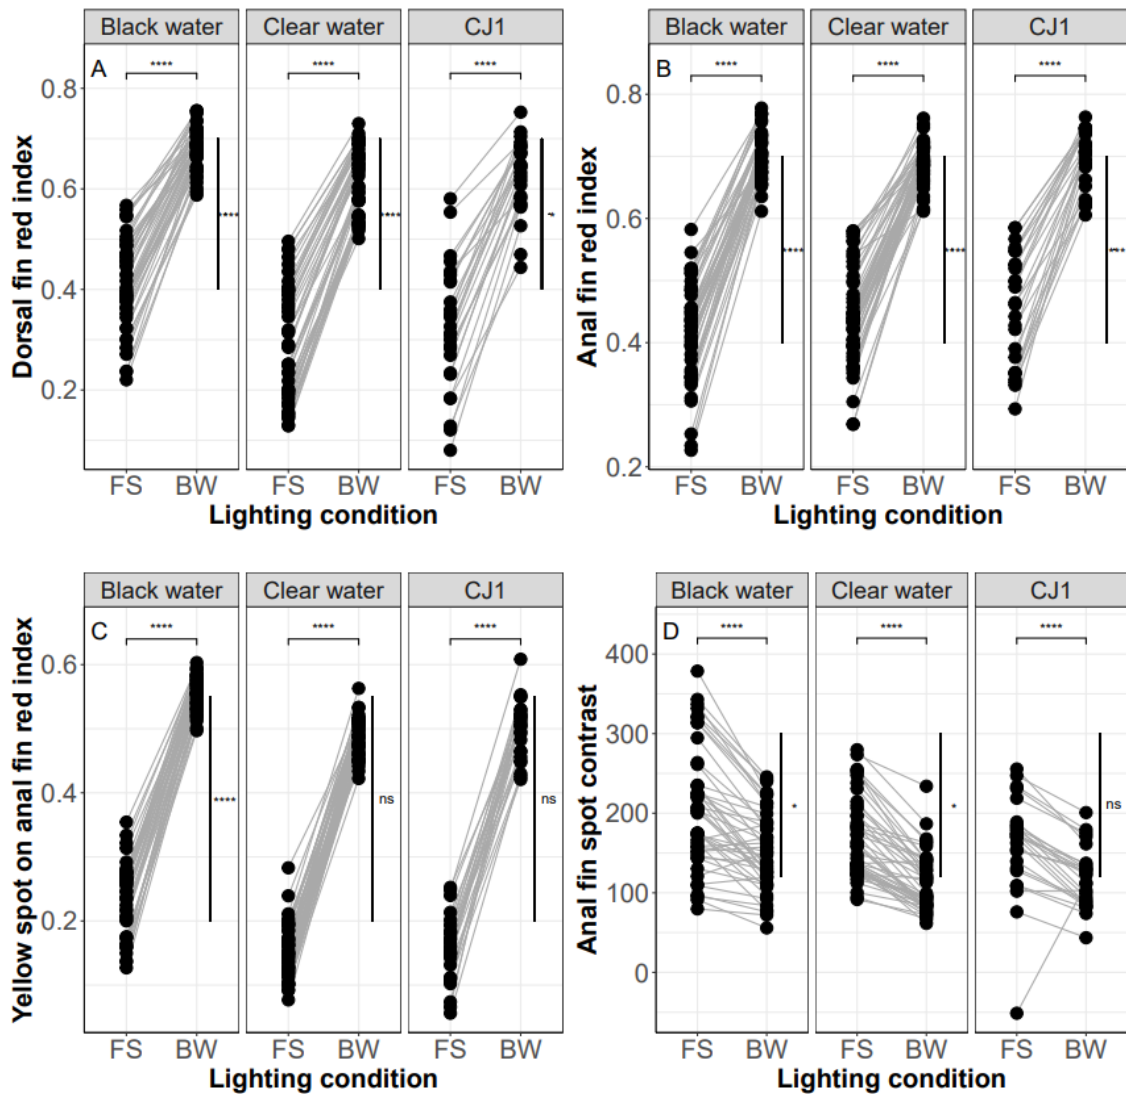 Black water Clear water CJ1
A **** **** ****
0.8
0.6
0.4
0.2
**** ****
Dorsal fin red index
FS BW FS BW FS BW
Lighting condition
Black water Clear water CJ1
B **** **** ****
0.8
0.6
0.4
0.2
**** ****
Anal fin red index
FS BW FS BW FS BW
Lighting condition
Black water Clear water CJ1
C **** **** ****
0.6
0.4
0.2
**** ns ns
Yellow spot on anal fin red index
FS BW FS BW FS BW
Lighting condition
Black water Clear water CJ1
D **** **** ****
400
300
200
100
0
* * ns
Anal fin spot contrast
FS BW FS BW FS BW
Lighting condition